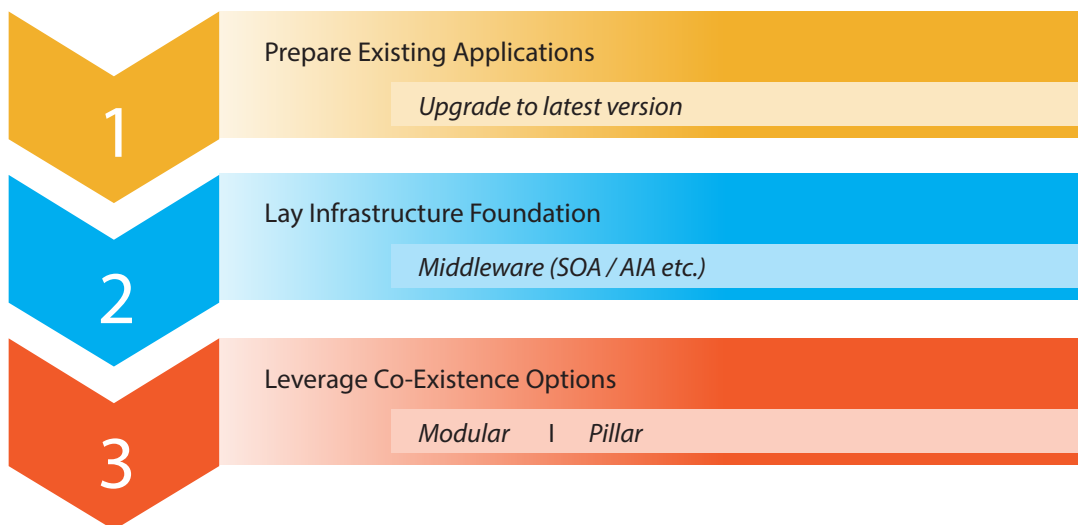 1
Prepare Existing Applications
Upgrade to latest version
2
Lay Infrastructure Foundation
Middleware (SOA / AIA etc.)
3
Leverage Co-Existence Options
Modular I Pillar